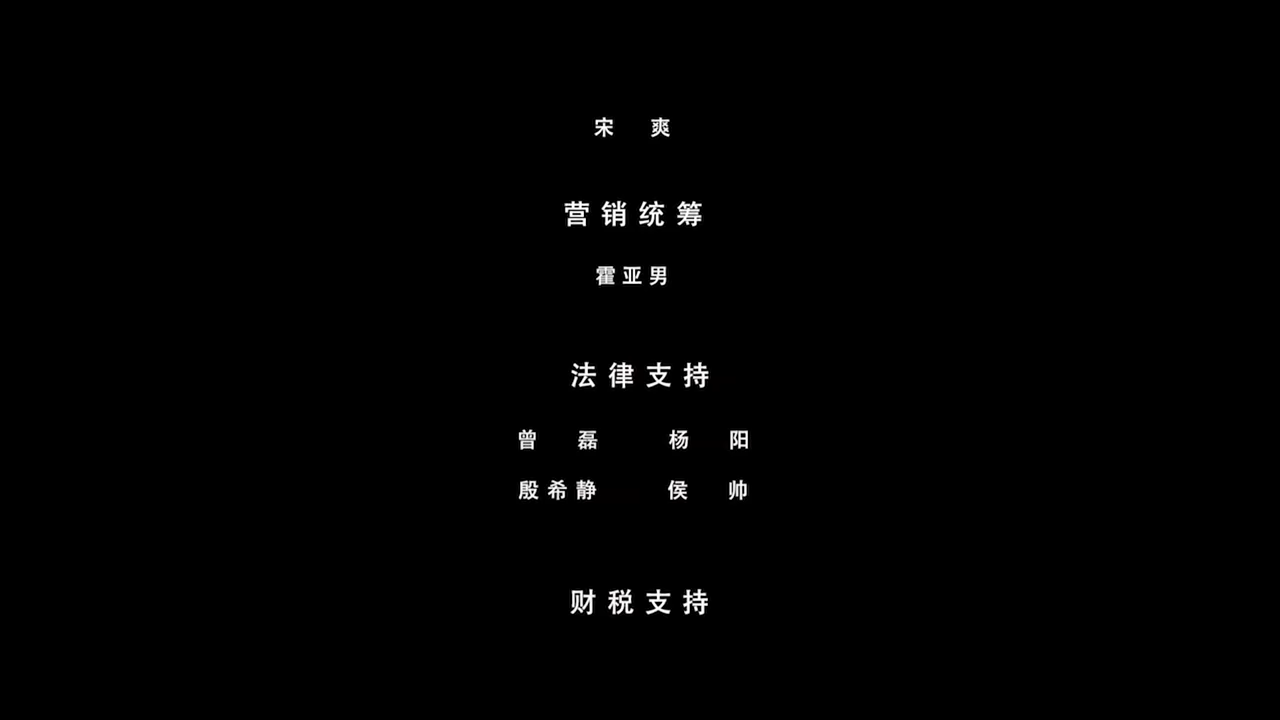 宋 爽
营销统筹
霍亚男
法律支持
曾 磊 杨 阳
殷希静 侯 帅
财税支持